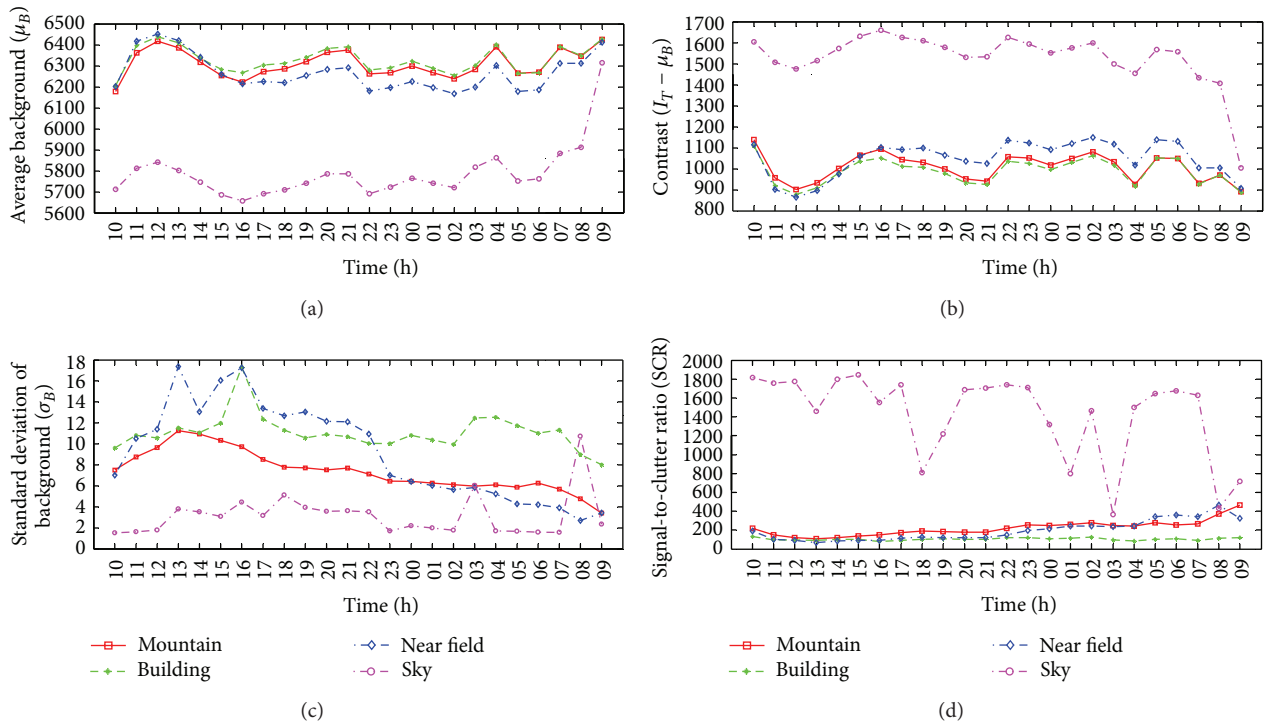 (a)
Average background (μB)
6500
6400
6300
6200
6100
6000
5900
5800
5700
5600
10 11 12 13 14 15 16 17 18 19 20 21 22 23 00 01 02 03 04 05 06 07 08 09
Time (h)
(b)
Contrast (IT − μB)
1700
1600
1500
1400
1300
1200
1100
1000
900
800
10 11 12 13 14 15 16 17 18 19 20 21 22 23 00 01 02 03 04 05 06 07 08 09
Time (h)
(a)
(b)
Standard deviation of
background (σB)
18
16
14
12
10
8
6
4
2
0
10 11 12 13 14 15 16 17 18 19 20 21 22 23 00 01 02 03 04 05 06 07 08 09
Time (h)
Mountain
Building
Near field
Sky
(c)
Signal-to-clutter ratio (SCR)
2000
1800
1600
1400
1200
1000
800
600
400
200
0
10 11 12 13 14 15 16 17 18 19 20 21 22 23 00 01 02 03 04 05 06 07 08 09
Time (h)
Mountain
Building
Near field
Sky
(d)